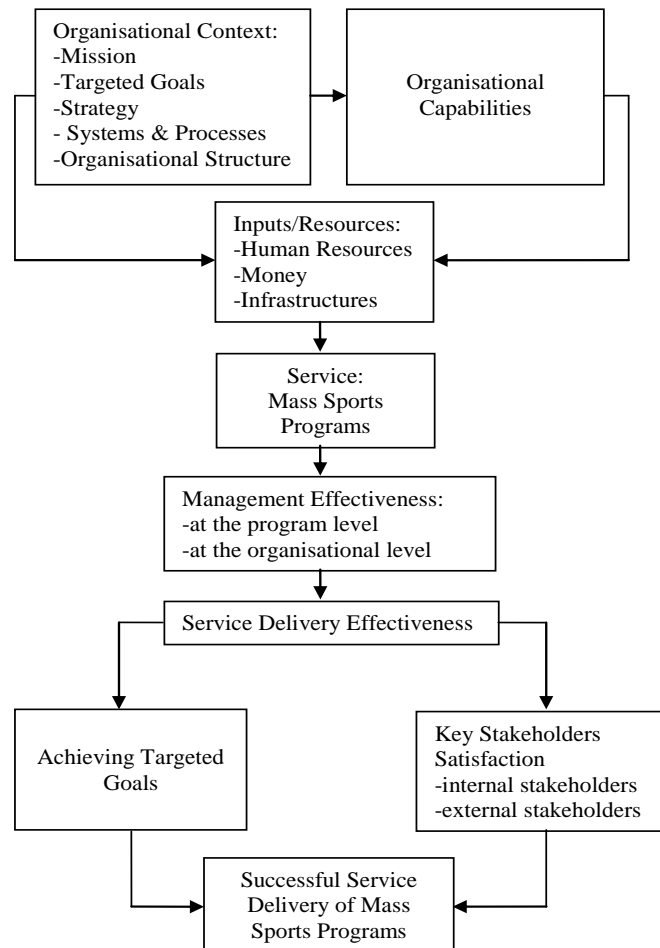 Organisational Context:
-Mission
-Targeted Goals
-Strategy
- Systems & Processes
-Organisational Structure
Organisational
Capabilities
Inputs/Resources:
-Human Resources
-Money
-Infrastructures
Service:
Mass Sports
Programs
Management Effectiveness:
-at the program level
-at the organisational level
Service Delivery Effectiveness
Achieving Targeted
Goals
Key Stakeholders
Satisfaction
-internal stakeholders
-external stakeholders
Successful Service
Delivery of Mass
Sports Programs